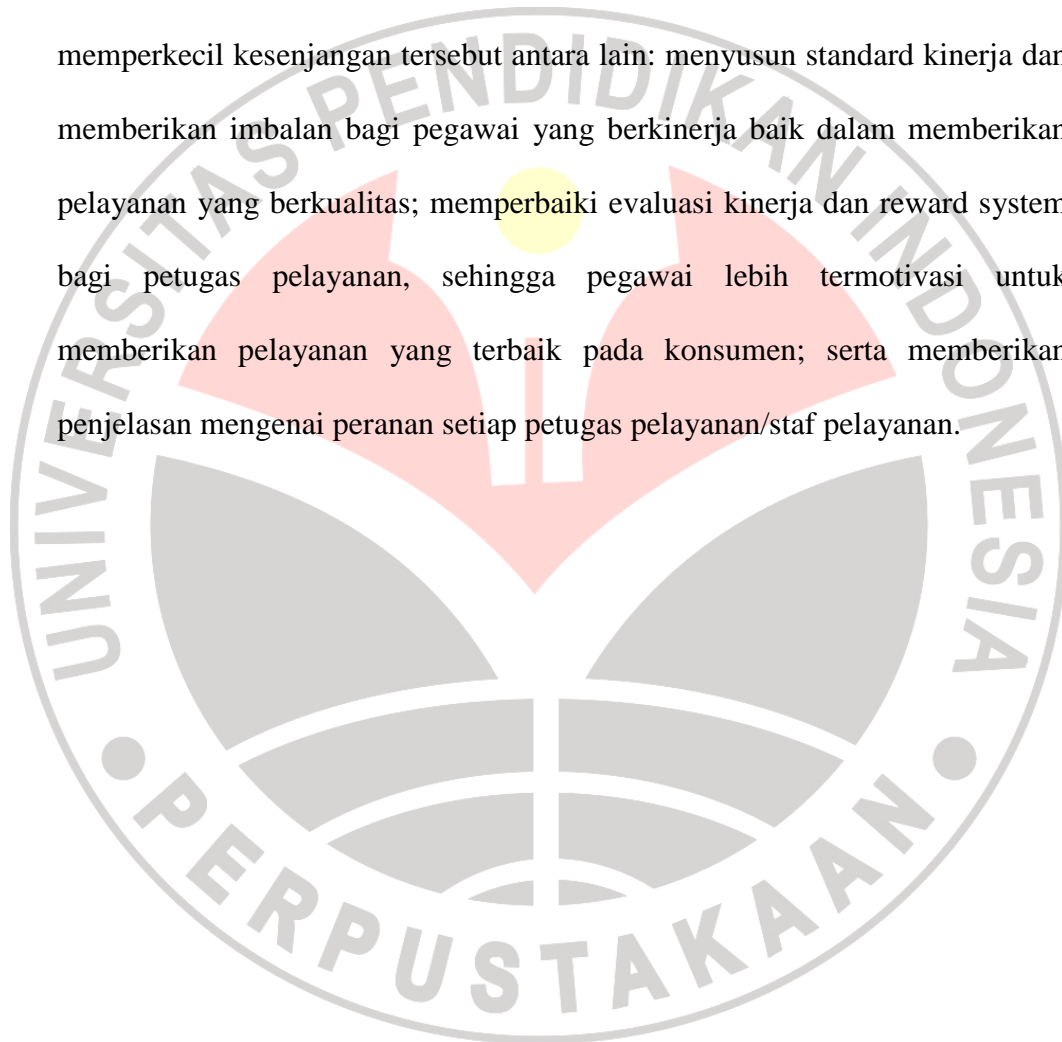 memperkecil kesenjangan tersebut antara lain: menyusun standard kinerja dan
memberikan imbalan bagi pegawai yang berkinerja baik dalam memberikan
pelayanan yang berkualitas; memperbaiki evaluasi kinerja dan reward system
bagi petugas pelayanan, sehingga pegawai lebih termotivasi untuk
memberikan pelayanan yang terbaik pada konsumen; serta memberikan
penjelasan mengenai peranan setiap petugas pelayanan/staf pelayanan.
UNIVERSITAS PENDIDIKAN INDONESIA
PERPUSTAKAAN